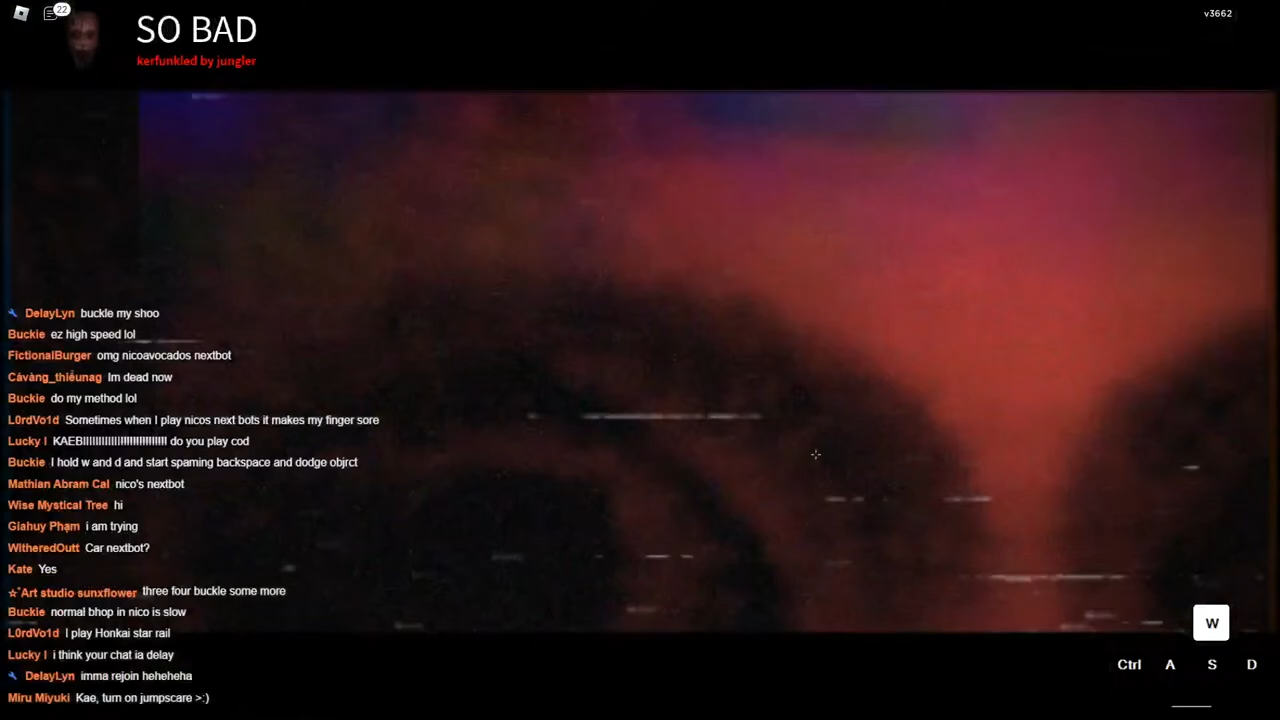 22
v3662
SO BAD
kerfunkled by jungler
DelayLyn buckle my shoo
Buckie ez high speed lol
FictionalBurger omg nicoavocados nextbot
Cávàng_thiểunag Im dead now
Buckie do my method lol
L0rdVo1d Sometimes when I play nicos next bots it makes my finger sore
do you play cod
Buckie I hold w and d and start spaming backspace and dodge objrct
Mathian Abram Cal nico's nextbot
Wise Mystical Tree hi
Giahuy Phạm i am trying
WitheredOutt Car nextbot?
Kate Yes
Art studio sunxflower three four buckle some more
Buckie normal bhop in nico is slow
L0rdVo1d I play Honkai star rail
Lucky I i think your chat ia delay
DelayLyn imma rejoin heheheha
Miru Miyuki Kae, turn on jumpscare >:)
W
Ctrl A S D